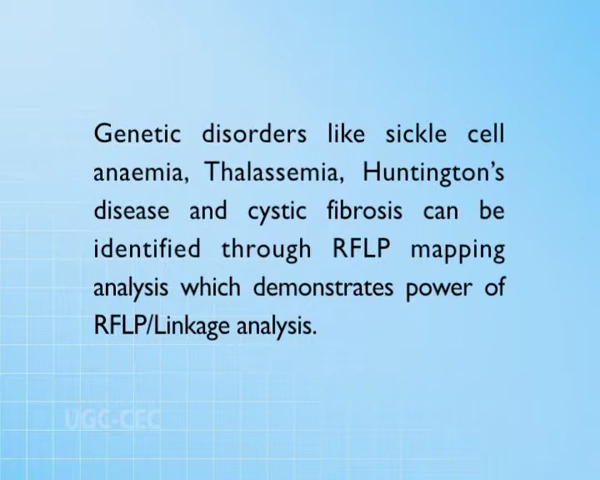 Genetic disorders like sickle cell
anaemia, Thalassemia, Huntington's
disease and cystic fibrosis can be
identified through RFLP mapping
analysis which demonstrates power of
RFLP/Linkage analysis.
UGC-CEC